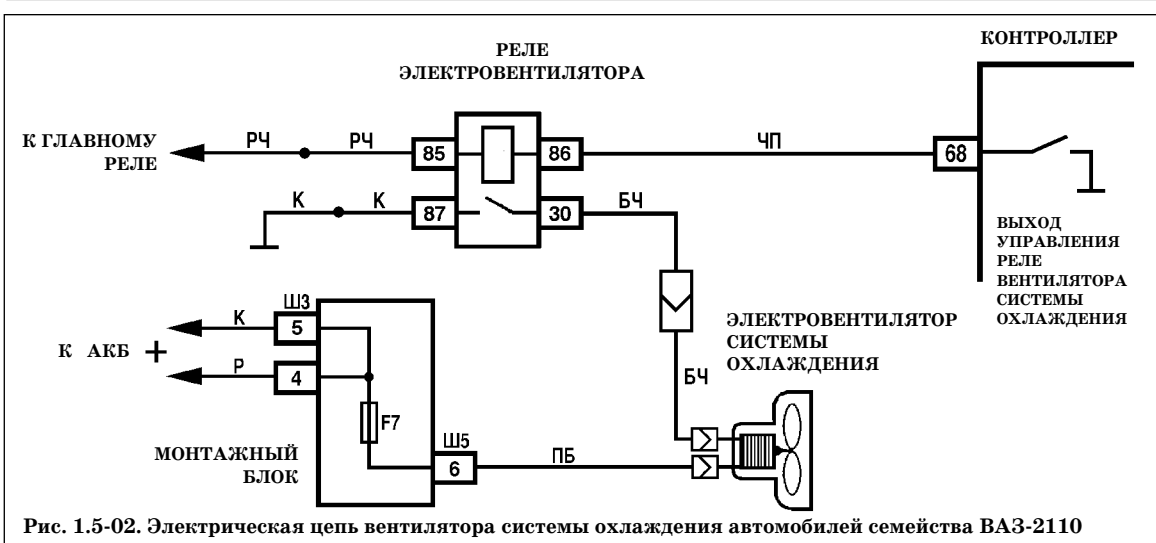 РЕЛЕ
ЭЛЕКТРОВЕНТИЛЯТОРА
КОНТРОЛЛЕР
К ГЛАВНОМУ
РЕЛЕ
РЧ
РЧ
85
86
ЧП
68
К
К
87
30
БЧ
ВЫХОД
УПРАВЛЕНИЯ
РЕЛЕ
ВЕНТИЛЯТОРА
СИСТЕМЫ
ОХЛАЖДЕНИЯ
Ш3
К
5
К АКБ +
Р
4
ЭЛЕКТРОВЕНТИЛЯТОР
СИСТЕМЫ
ОХЛАЖДЕНИЯ
БЧ
F7
МОНТАЖНЫЙ
БЛОК
Ш5
6
ПБ
Рис. 1.5-02. Электрическая цепь вентилятора системы охлаждения автомобилей семейства ВАЗ-2110